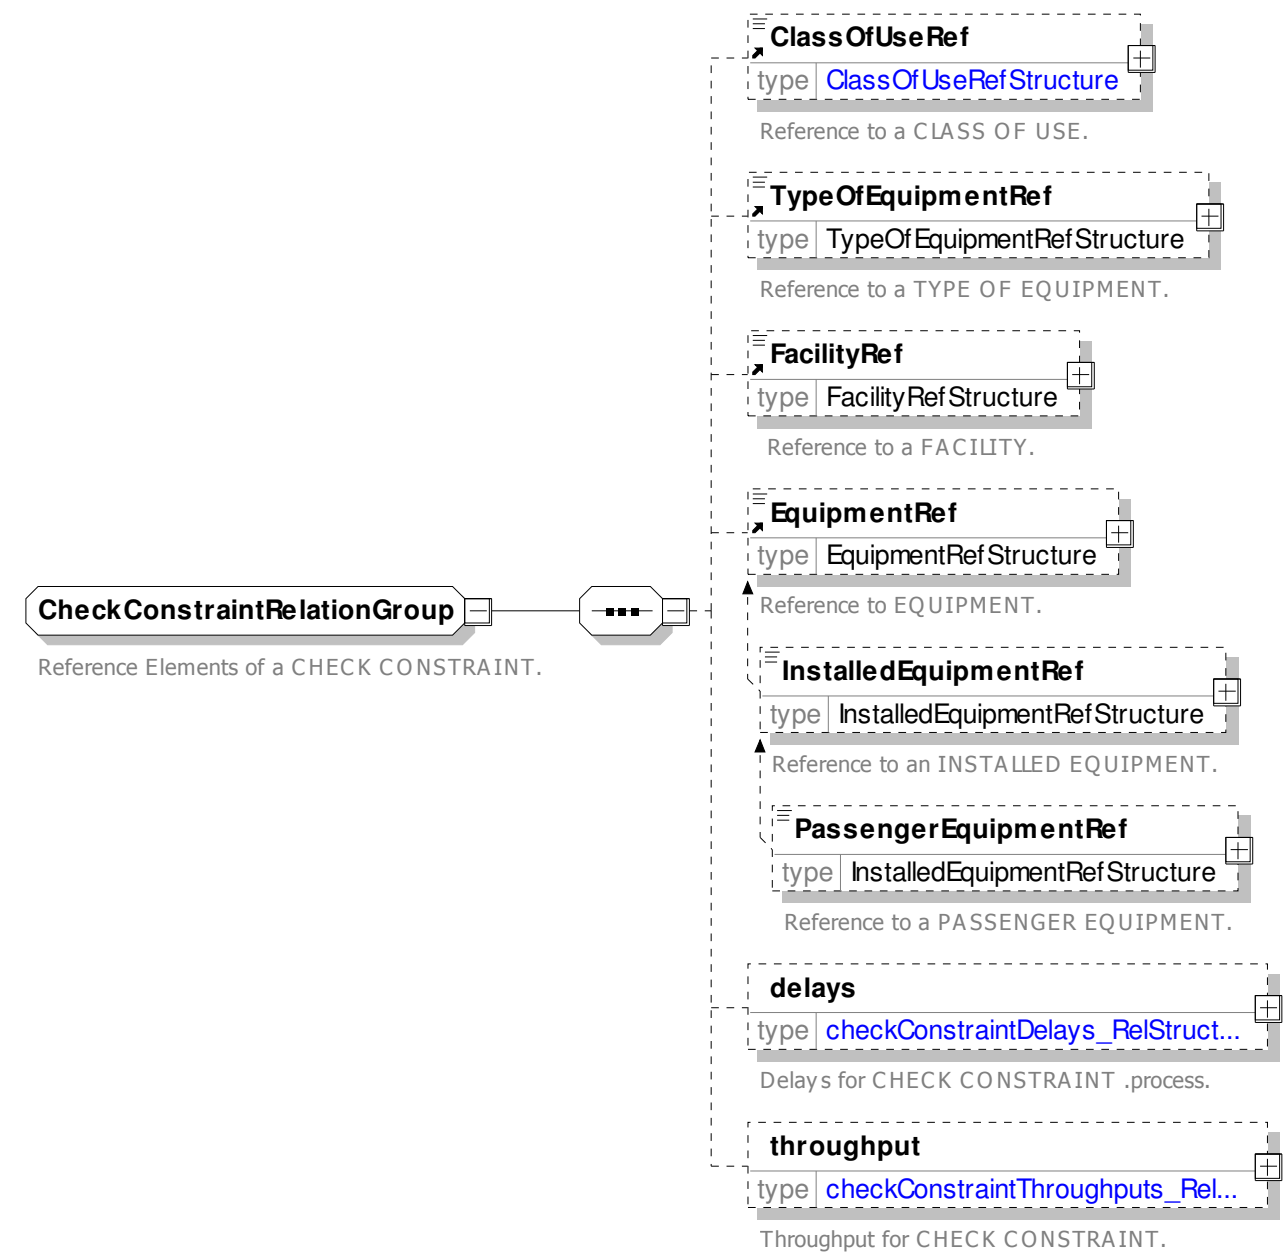 ClassOfUseRef
type ClassOfUseRefStructure
Reference to a CLASS OF USE.
TypeOfEquipmentRef
type TypeOfEquipmentRefStructure
Reference to a TYPE OF EQUIPMENT.
FacilityRef
type FacilityRefStructure
Reference to a FACILITY.
EquipmentRef
type EquipmentRefStructure
Reference to EQUIPMENT.
CheckConstraintRelationGroup
Reference Elements of a CHECK CONSTRAINT.
InstalledEquipmentRef
type InstalledEquipmentRefStructure
Reference to an INSTALLED EQUIPMENT.
PassengerEquipmentRef
type InstalledEquipmentRefStructure
Reference to a PASSENGER EQUIPMENT.
delays
type checkConstraintDelays_RelStruct...
Delays for CHECK CONSTRAINT .process.
throughput
type checkConstraintThroughputs_Rel...
Throughput for CHECK CONSTRAINT.